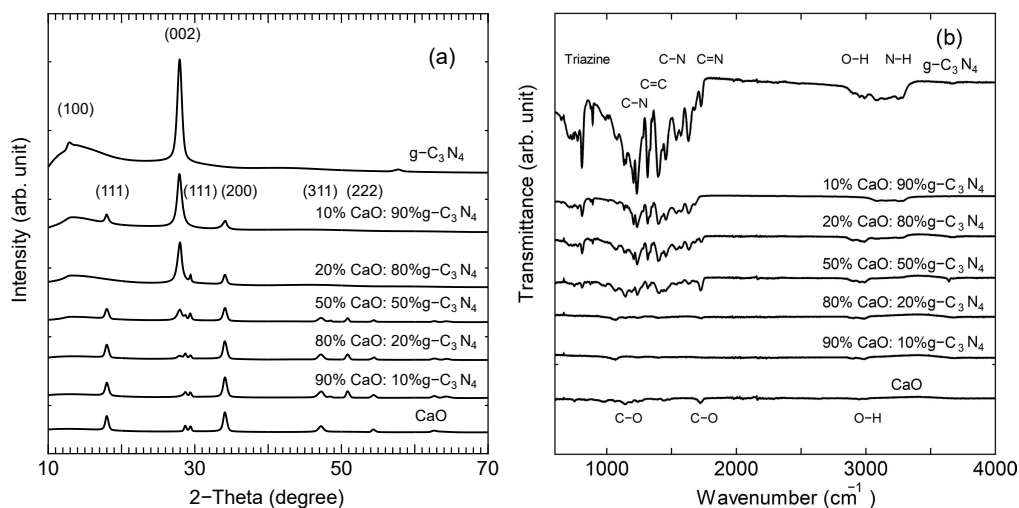 (002)
(a)
(100)
g−C₃N₄
(111)
(111)
(200)
(311)
(222)
10% CaO: 90%g−C₃N₄
20% CaO: 80%g−C₃N₄
50% CaO: 50%g−C₃N₄
80% CaO: 20%g−C₃N₄
90% CaO: 10%g−C₃N₄
CaO
Intensity (arb. unit)
10
30
50
70
2−Theta (degree)
(b)
Triazine
C−N
C=N
O−H
N−H
g−C₃N₄
C=C
C−N
10% CaO: 90%g−C₃N₄
20% CaO: 80%g−C₃N₄
50% CaO: 50%g−C₃N₄
80% CaO: 20%g−C₃N₄
90% CaO: 10%g−C₃N₄
CaO
C−O
C−O
O−H
Transmittance (arb. unit)
1000
2000
3000
4000
Wavenumber (cm⁻¹)